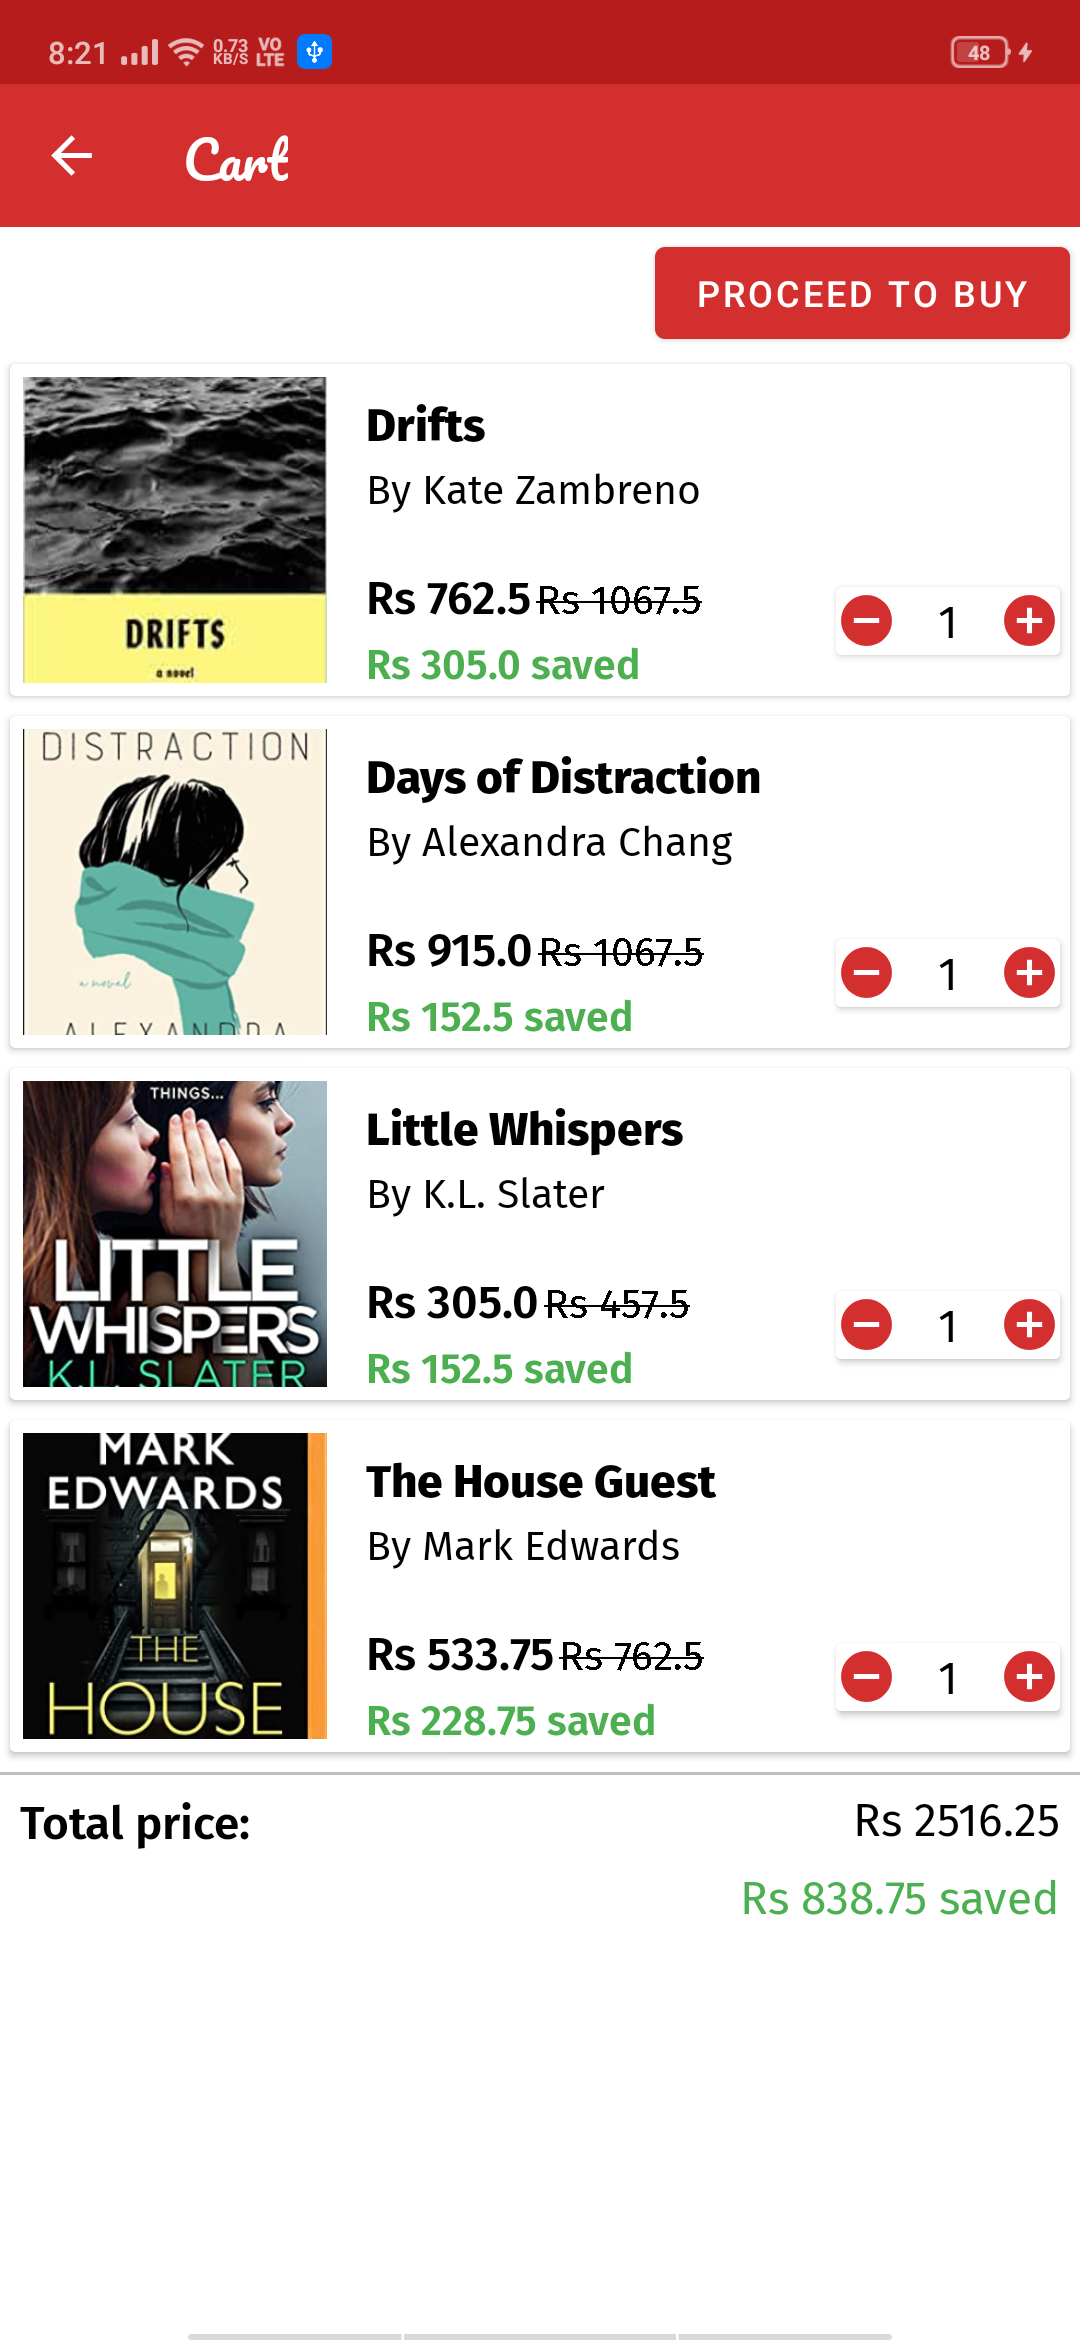 8:21 0.73 KB/S VO LTE 48
Cart
PROCEED TO BUY
DRIFTS
a novel
Drifts
By Kate Zambreno
Rs 762.5 Rs 1067.5
Rs 305.0 saved
1
DISTRACTION
a novel
ALEXANDRA
Days of Distraction
By Alexandra Chang
Rs 915.0 Rs 1067.5
Rs 152.5 saved
1
THINGS...
LITTLE
WHISPERS
K.L. SLATER
Little Whispers
By K.L. Slater
Rs 305.0 Rs 457.5
Rs 152.5 saved
1
MARK
EDWARDS
THE
HOUSE
The House Guest
By Mark Edwards
Rs 533.75 Rs 762.5
Rs 228.75 saved
1
Total price: Rs 2516.25
Rs 838.75 saved